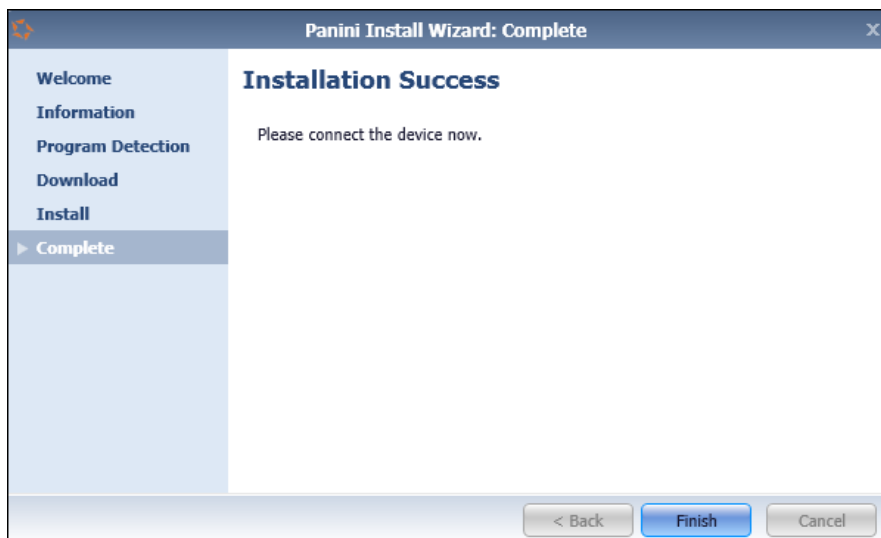 Panini Install Wizard: Complete
x
Welcome
Information
Program Detection
Download
Install
Complete
Installation Success
Please connect the device now.
< Back
Finish
Cancel